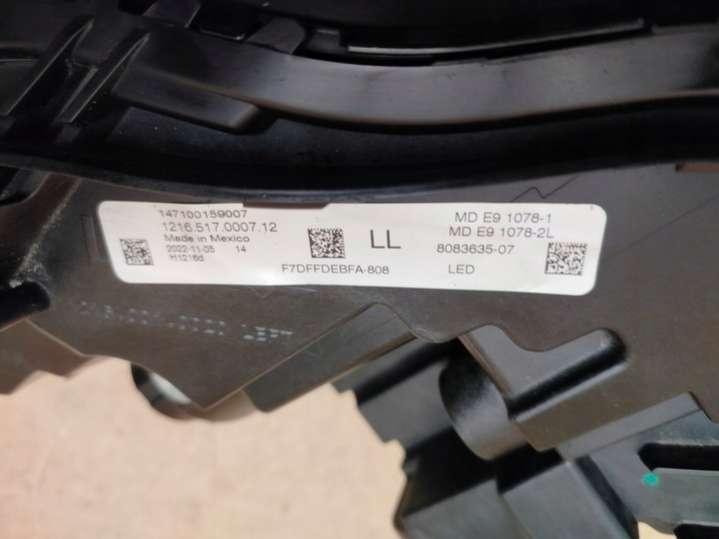 147100159007
1216.517.0007.12
Made in Mexico
2022-11-05 14
H1216d
LL
F7DFFDEBFA-808
MD E9 1078-1
MD E9 1078-2L
8083635-07
LED